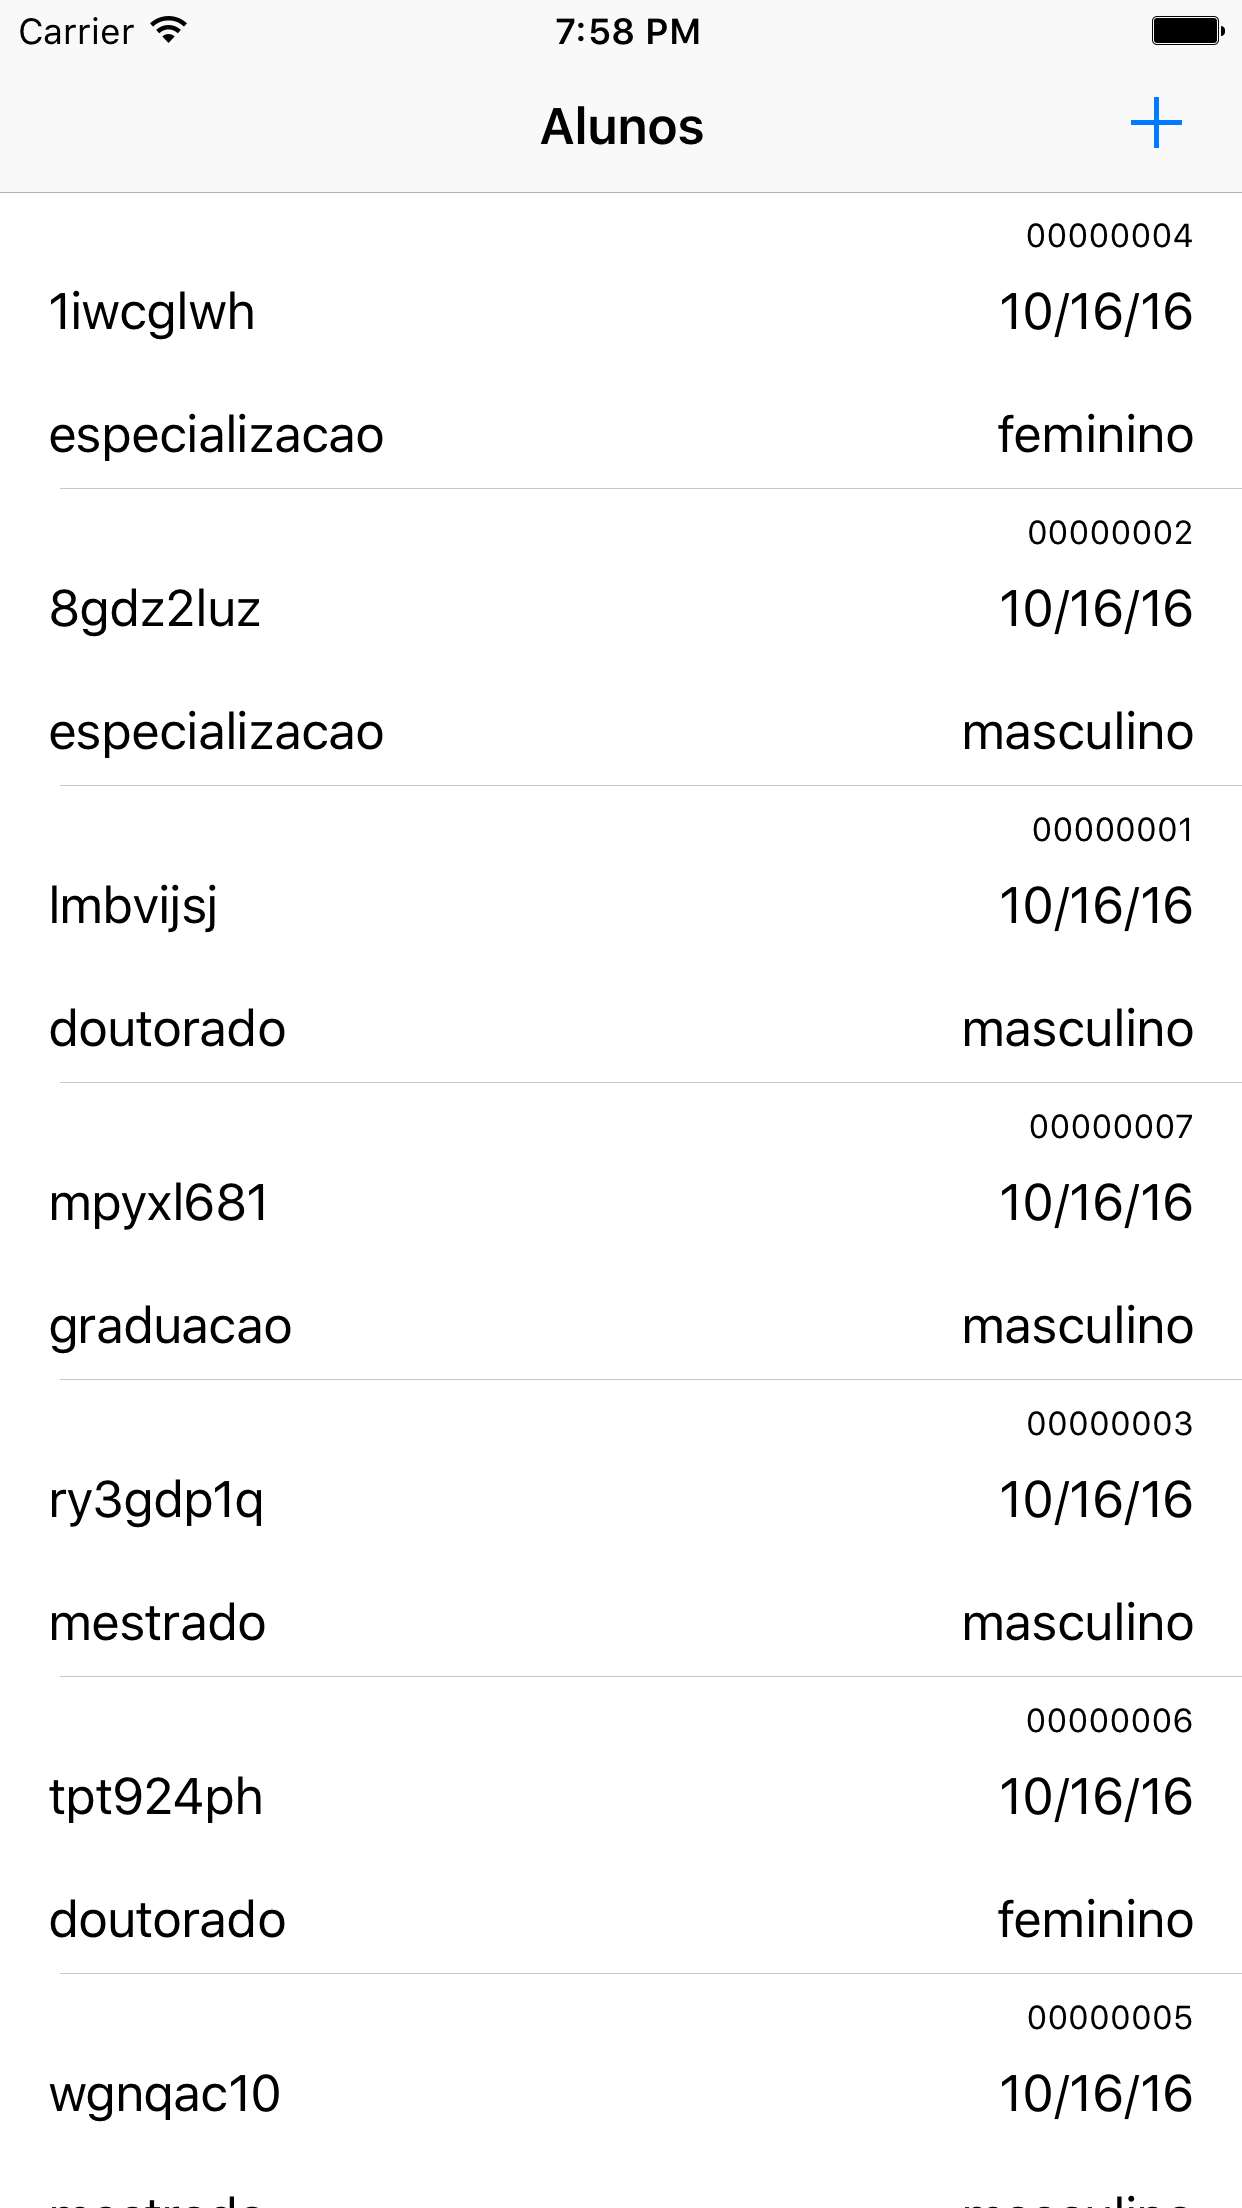 Carrier 7:58 PM
Alunos
00000004
1iwcglwh 10/16/16
especializacao feminino
00000002
8gdz2luz 10/16/16
especializacao masculino
00000001
lmbvijsj 10/16/16
doutorado masculino
00000007
mpyxl681 10/16/16
graduacao masculino
00000003
ry3gdp1q 10/16/16
mestrado masculino
00000006
tpt924ph 10/16/16
doutorado feminino
00000005
wgnqac10 10/16/16